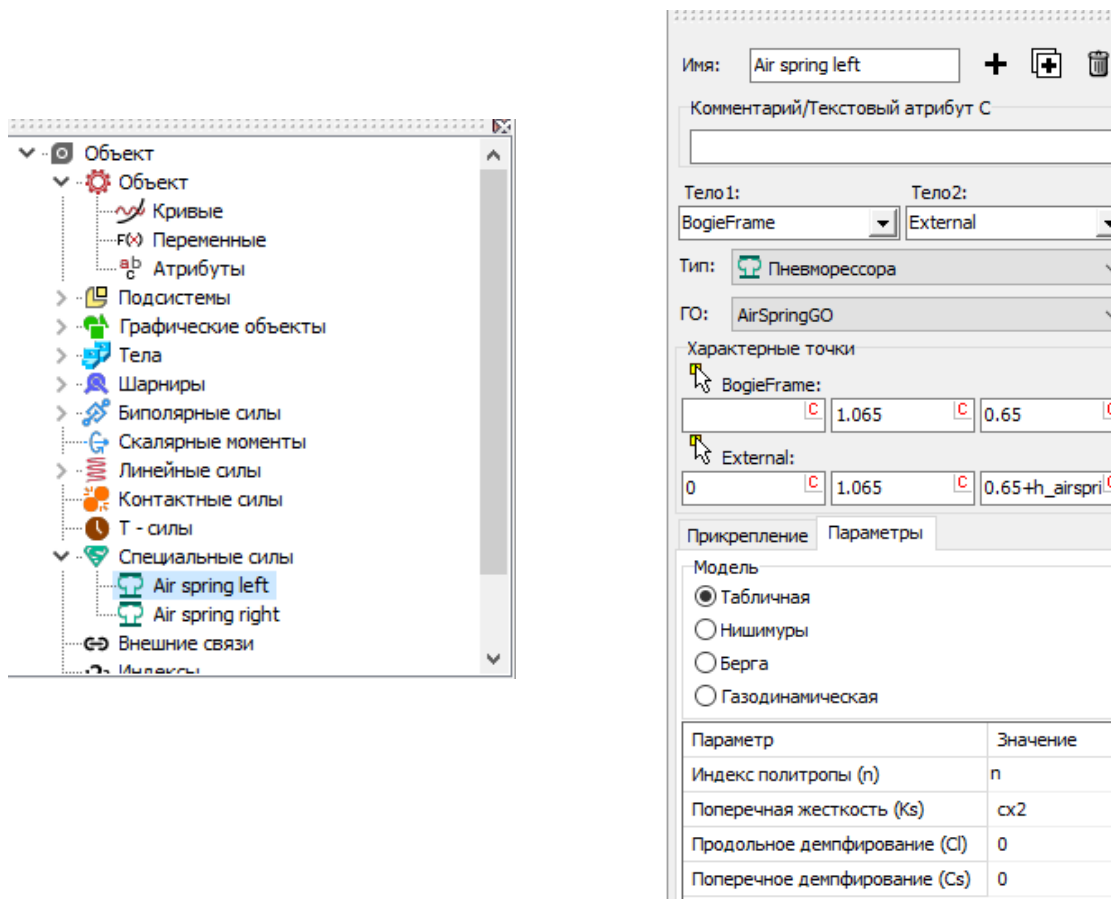 Объект
Объект
Кривые
F(x) Переменные
a b c Атрибуты
Подсистемы
Графические объекты
Тела
Шарниры
Биполярные силы
Скалярные моменты
Линейные силы
Контактные силы
T - силы
Специальные силы
Air spring left
Air spring right
Внешние связи
Индексы
Имя: Air spring left
Комментарий/Текстовый атрибут C
Тело1: Тело2:
BogieFrame External
Тип: Пневморессора
ГО: AirSpringGO
Характерные точки
BogieFrame:
C 1.065 C 0.65 C
External:
0 C 1.065 C 0.65+h_airspri C
Прикрепление Параметры
Модель
Табличная
Нишимуры
Берга
Газодинамическая
Параметр Значение
Индекс политропы (n) n
Поперечная жесткость (Ks) cx2
Продольное демпфирование (Cl) 0
Поперечное демпфирование (Cs) 0